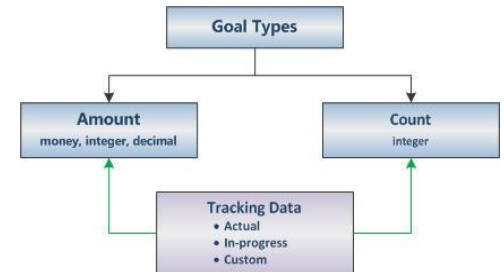 Goal Types
Amount
money, integer, decimal
Count
integer
Tracking Data
• Actual
• In-progress
• Custom